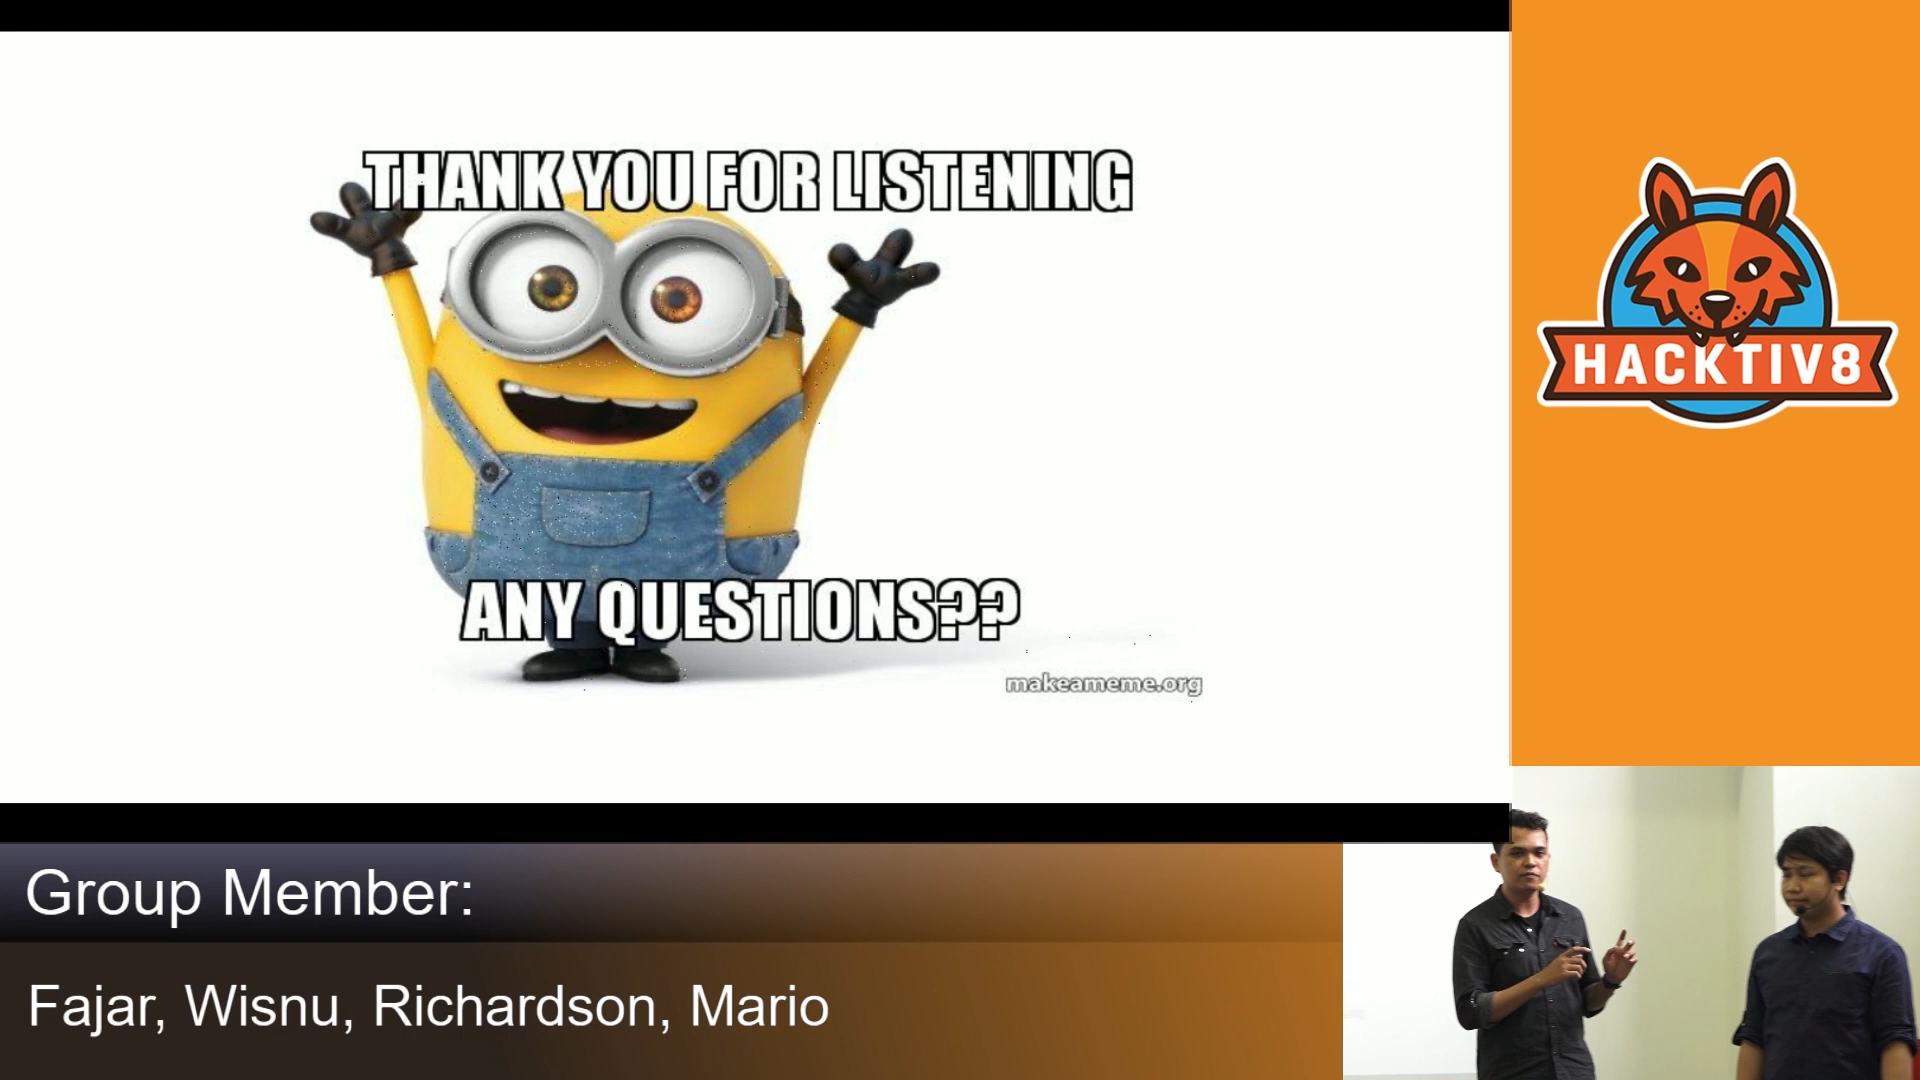 THANK YOU FOR LISTENING
ANY QUESTIONS??
makeameme.org
HACKTIV8
Group Member:
Fajar, Wisnu, Richardson, Mario